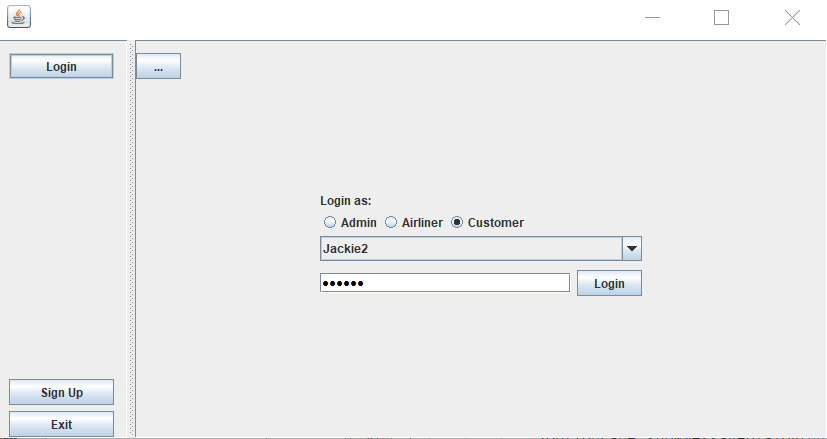 Login
...
Login as:
Admin Airliner Customer
Jackie2
••••••
Login
Sign Up
Exit